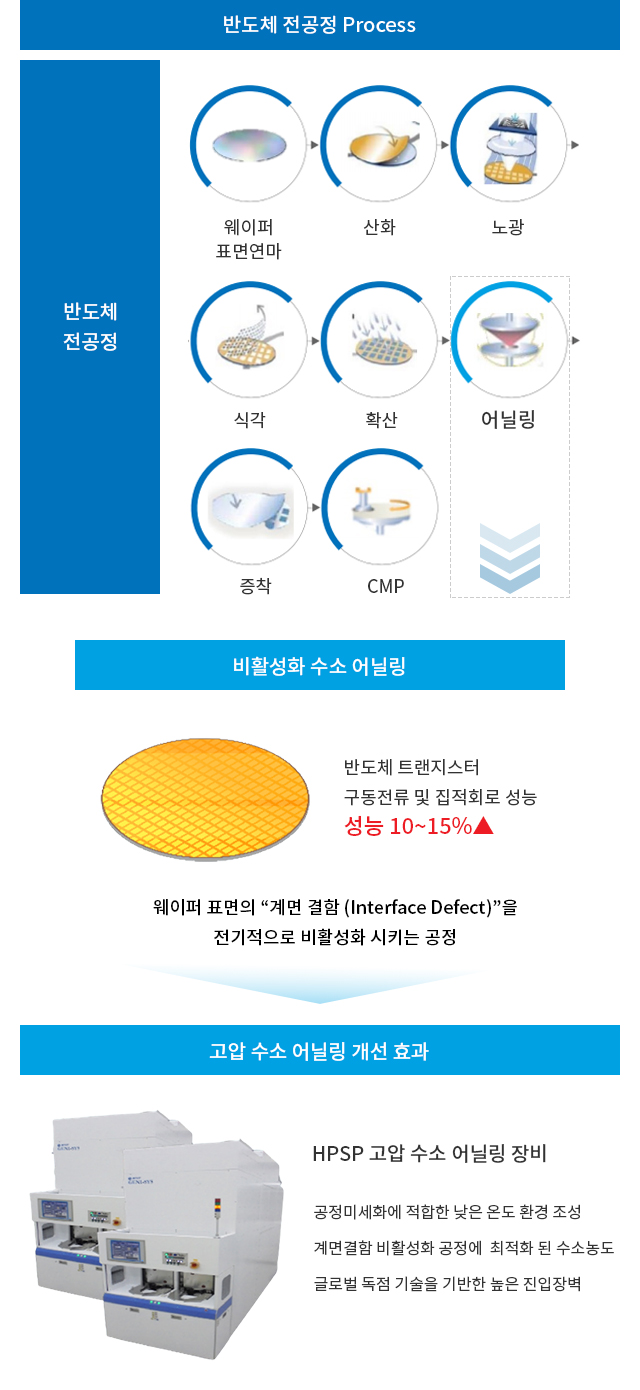 반도체 전공정 Process
반도체
전공정
웨이퍼
표면연마
산화
노광
식각
확산
어닐링
증착
CMP
비활성화 수소 어닐링
반도체 트랜지스터
구동전류 및 집적회로 성능
성능 10~15%▲
웨이퍼 표면의 “계면 결함 (Interface Defect)”을
전기적으로 비활성화 시키는 공정
고압 수소 어닐링 개선 효과
HPSP 고압 수소 어닐링 장비
공정미세화에 적합한 낮은 온도 환경 조성
계면결함 비활성화 공정에 최적화 된 수소농도
글로벌 독점 기술을 기반한 높은 진입장벽